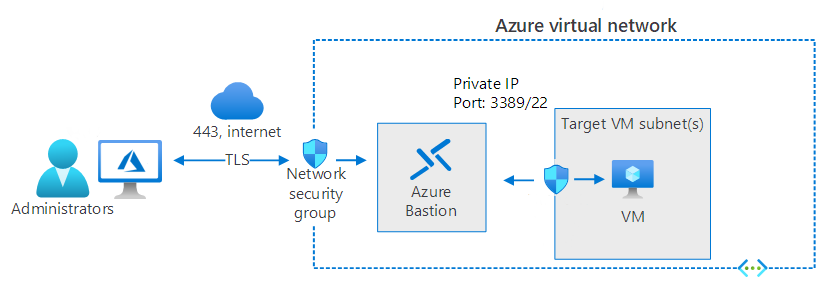 Azure virtual network
Private IP
Port: 3389/22
443, internet
TLS
Administrators
Network
security
group
Azure
Bastion
Target VM subnet(s)
VM